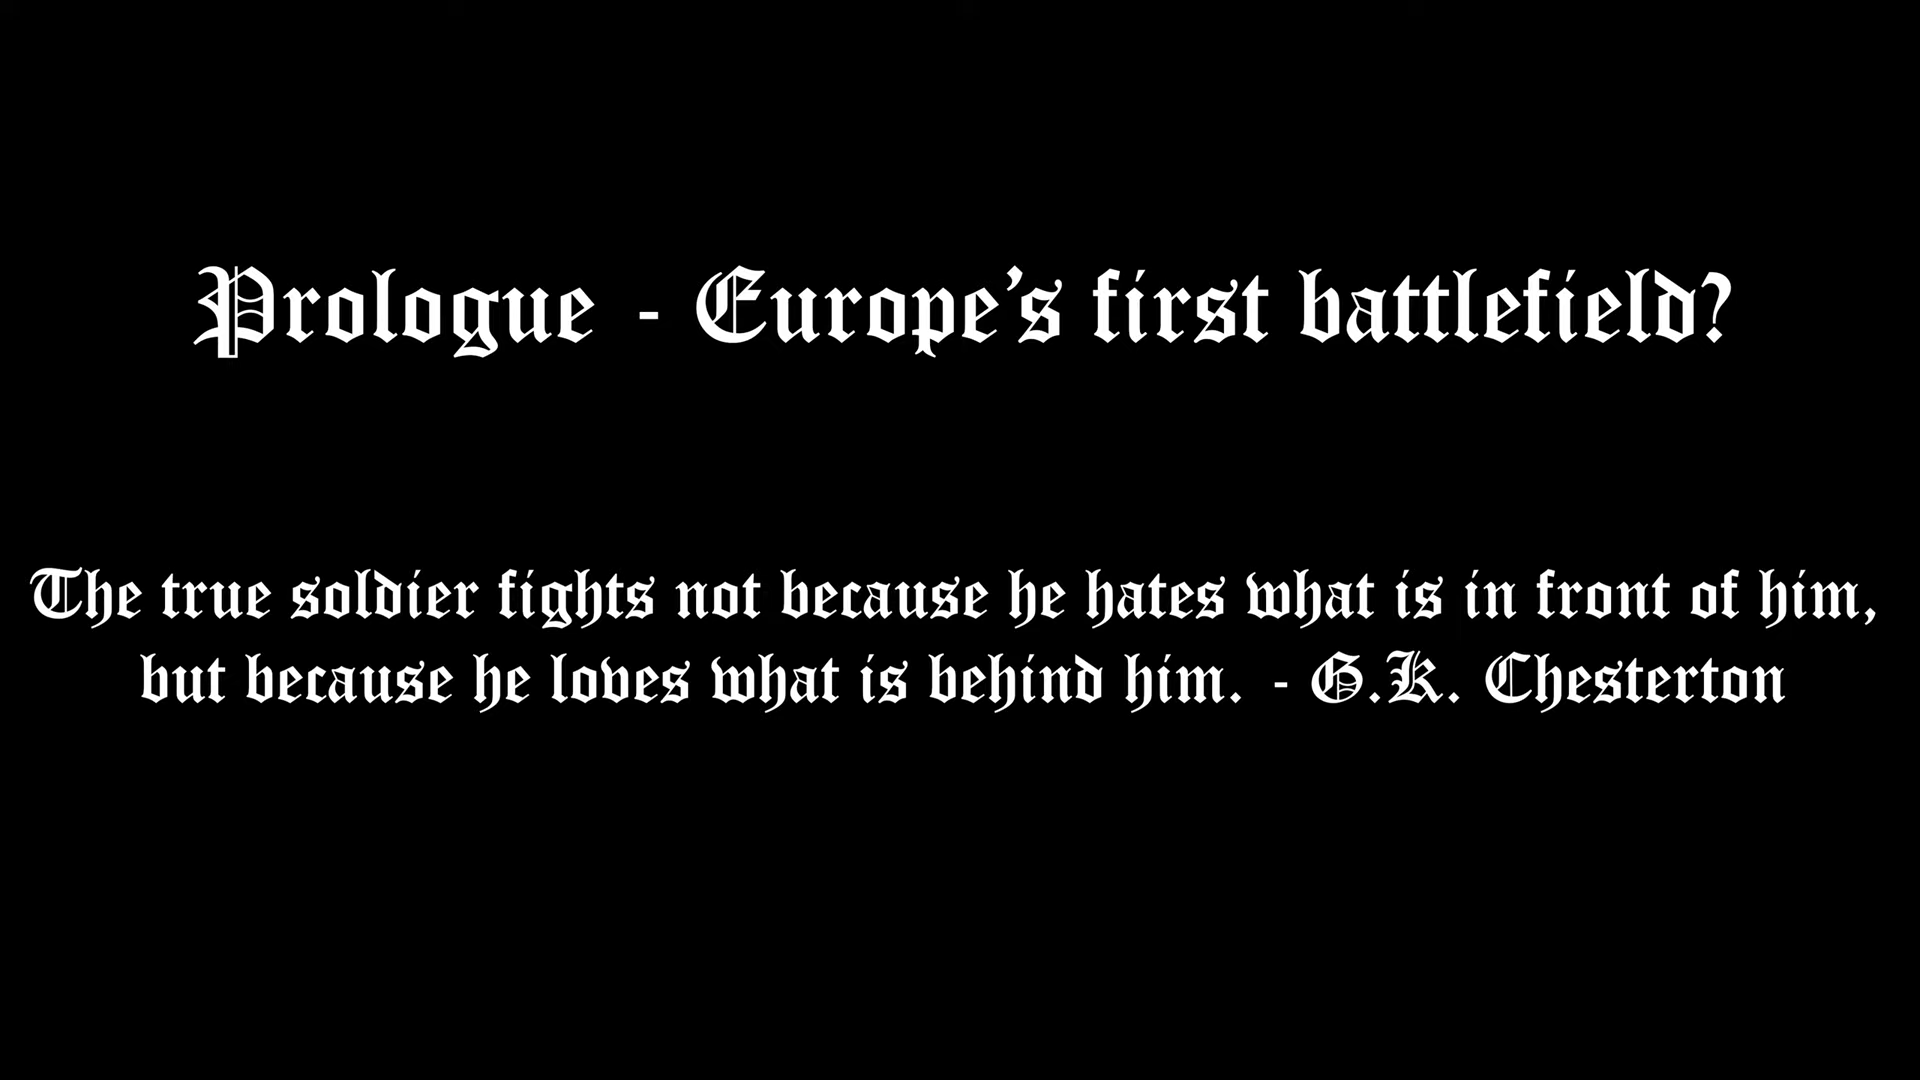 Prologue - Europe's first battlefield?
The true soldier fights not because he hates what is in front of him,
but because he loves what is behind him. - G.K. Chesterton